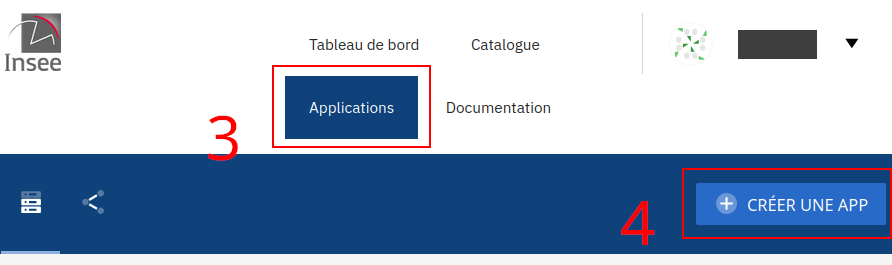 Insee
Tableau de bord Catalogue
Applications Documentation
3
4 CRÉER UNE APP